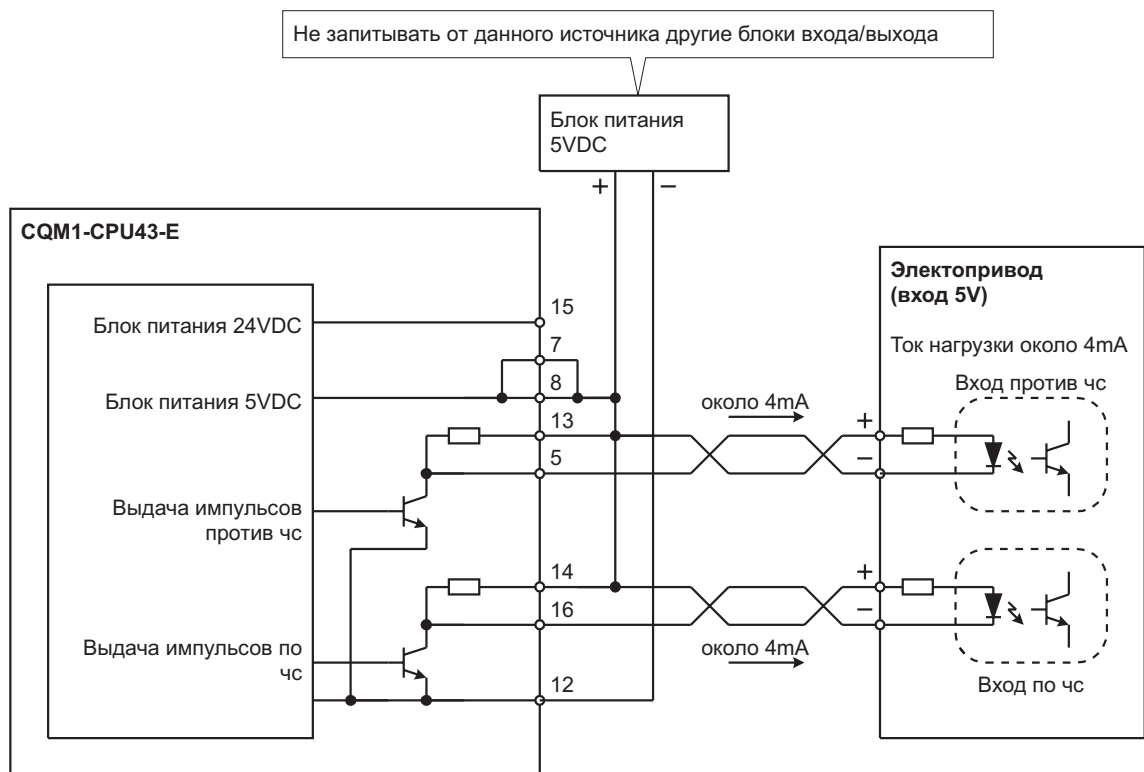 Не запитывать от данного источника другие блоки входа/выхода
Блок питания
5VDC
+
−
CQM1-CPU43-E
Блок питания 24VDC
15
7
8
Блок питания 5VDC
13
5
Выдача импульсов
против чс
14
16
Выдача импульсов по
чс
12
около 4mA
около 4mA
Электопривод
(вход 5V)
Ток нагрузки около 4mA
Вход против чс
+
−
+
−
Вход по чс